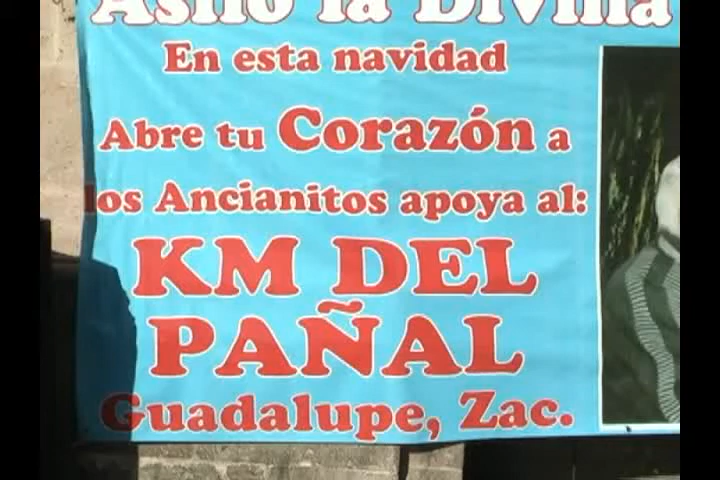 Asilo la Divina
En esta navidad
Abre tu Corazón a
los Ancianitos apoya al:
KM DEL
PAÑAL
Guadalupe, Zac.